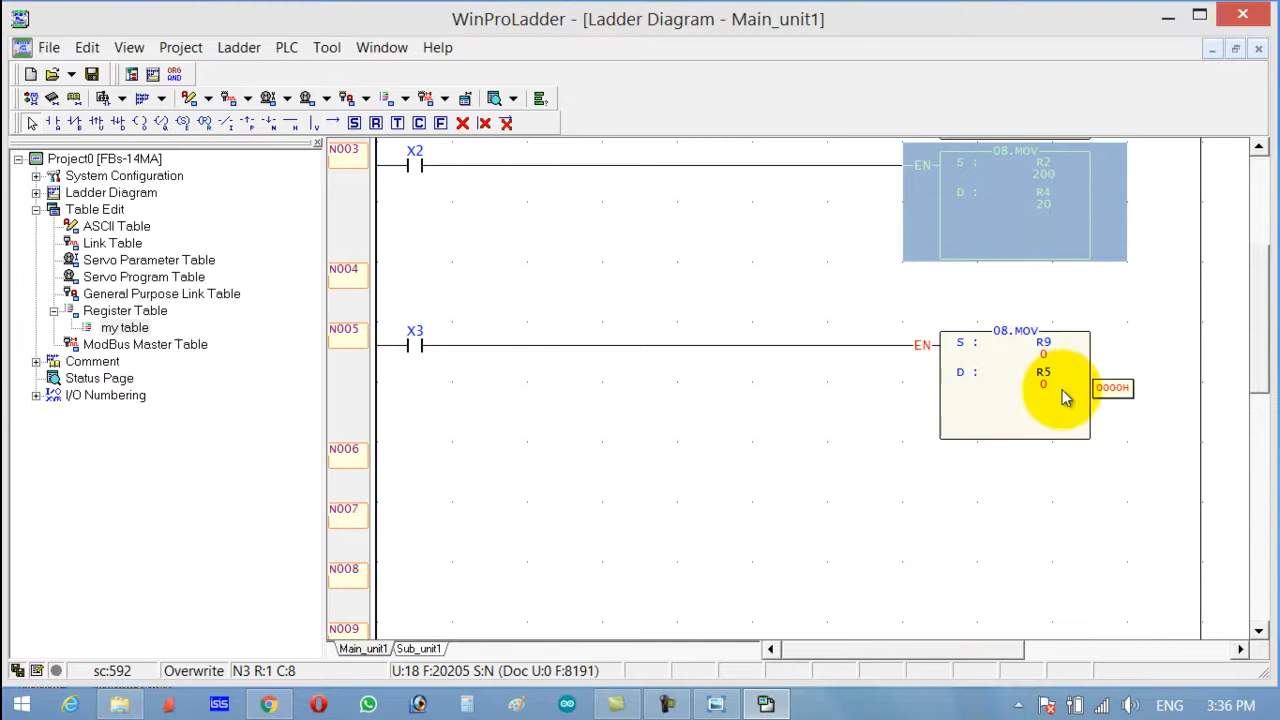 WinProLadder - [Ladder Diagram - Main_unit1]
File Edit View Project Ladder PLC Tool Window Help
ORG
AND
A B U D S R I P N H V S R T C F
Project0 [FBs-14MA]
System Configuration
Ladder Diagram
Table Edit
ASCII Table
Link Table
Servo Parameter Table
Servo Program Table
General Purpose Link Table
Register Table
my table
ModBus Master Table
Comment
Status Page
I/O Numbering
N003
X2
EN
08.MOV
S : R2
200
D : R4
20
N004
N005
X3
EN
08.MOV
S : R9
0
D : R5
0
0000H
N006
N007
N008
N009
Main_unit1 Sub_unit1
sc:592 Overwrite N3 R:1 C:8 U:18 F:20205 S:N (Doc U:0 F:8191)
isis
ENG 3:36 PM